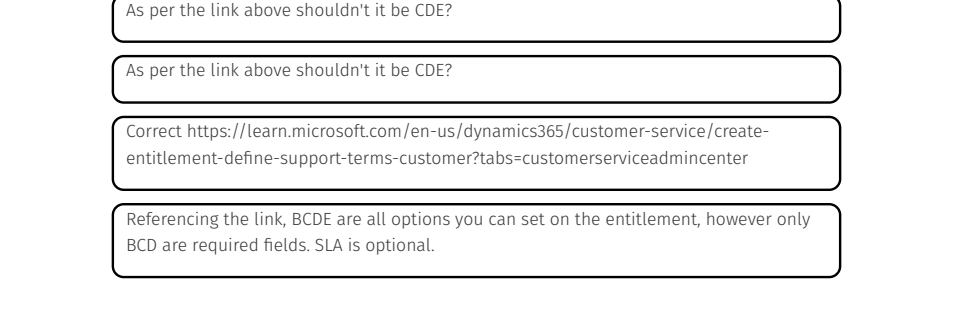 As per the link above shouldn't it be CDE?
As per the link above shouldn't it be CDE?
Correct https://learn.microsoft.com/en-us/dynamics365/customer-service/create-
entitlement-define-support-terms-customer?tabs=customerserviceadmincenter
Referencing the link, BCDE are all options you can set on the entitlement, however only
BCD are required fields. SLA is optional.